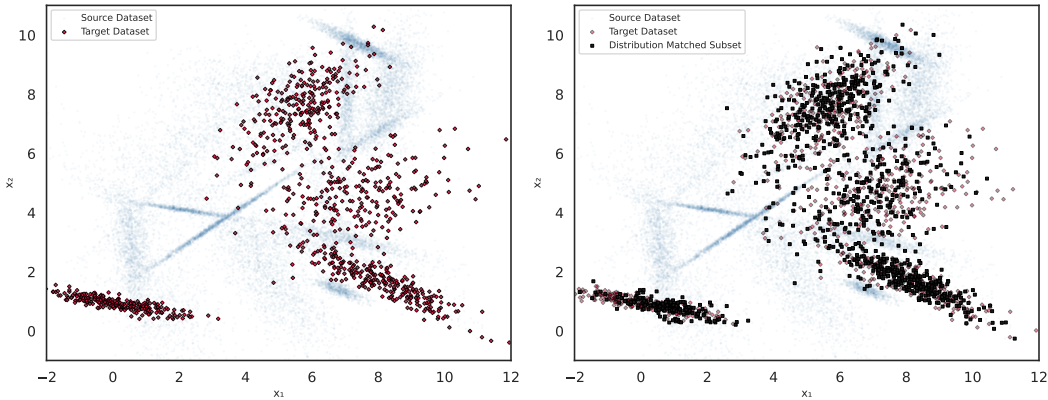 Source Dataset
Target Dataset
10
8
6
4
2
0
x₂
−2 0 2 4 6 8 10 12
x₁
Source Dataset
Target Dataset
Distribution Matched Subset
10
8
6
4
2
0
x₂
−2 0 2 4 6 8 10 12
x₁